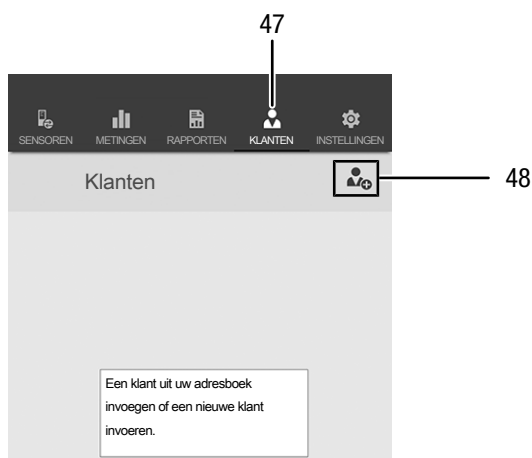 47
SENSOREN METINGEN RAPPORTEN KLANTEN INSTELLINGEN
Klanten
48
Een klant uit uw adresboek
invoegen of een nieuwe klant
invoeren.